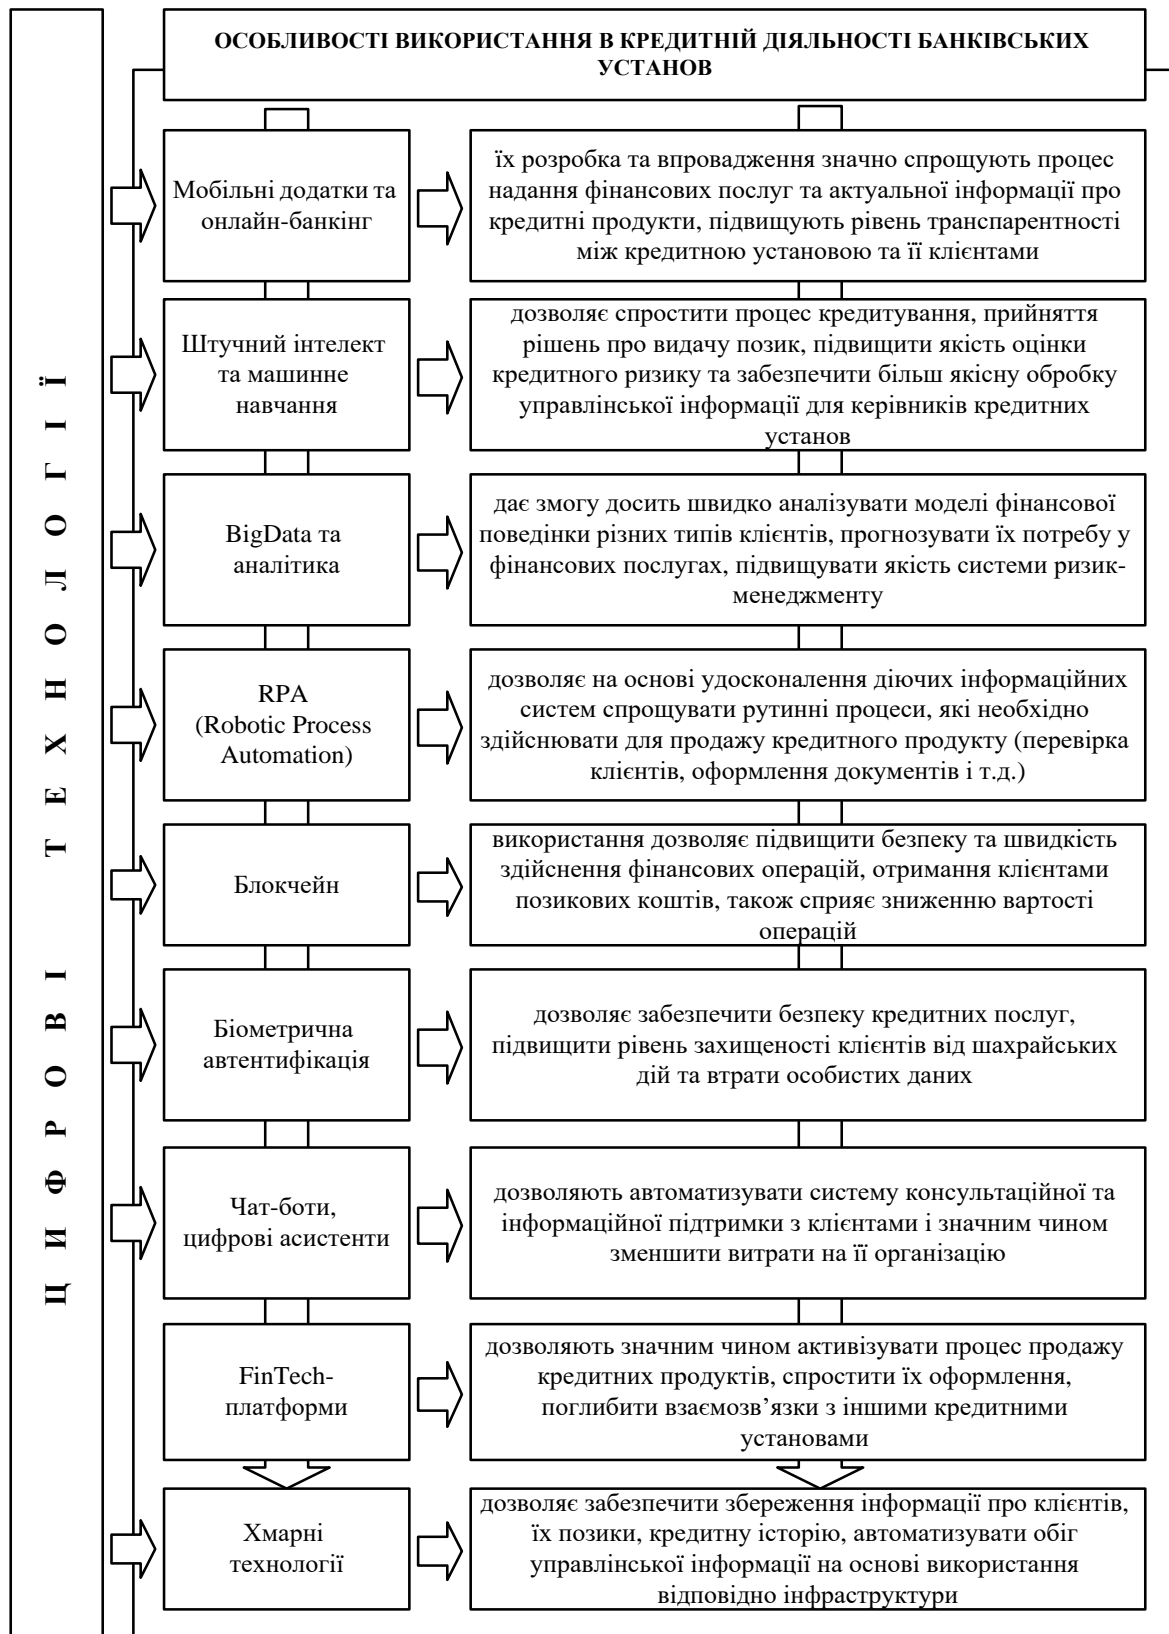 ОСОБЛИВОСТІ ВИКОРИСТАННЯ В КРЕДИТНІЙ ДІЯЛЬНОСТІ БАНКІВСЬКИХ
УСТАНОВ
ЦИФРОВІ ТЕХНОЛОГІЇ
Мобільні додатки та
онлайн-банкінг
їх розробка та впровадження значно спрощують процес
надання фінансових послуг та актуальної інформації про
кредитні продукти, підвищують рівень транспарентності
між кредитною установою та її клієнтами
Штучний інтелект
та машинне
навчання
дозволяє спростити процес кредитування, прийняття
рішень про видачу позик, підвищити якість оцінки
кредитного ризику та забезпечити більш якісну обробку
управлінської інформації для керівників кредитних
установ
BigData та
аналітика
дає змогу досить швидко аналізувати моделі фінансової
поведінки різних типів клієнтів, прогнозувати їх потребу у
фінансових послугах, підвищувати якість системи ризик-
менеджменту
RPA
(Robotic Process
Automation)
дозволяє на основі удосконалення діючих інформаційних
систем спрощувати рутинні процеси, які необхідно
здійснювати для продажу кредитного продукту (перевірка
клієнтів, оформлення документів і т.д.)
Блокчейн
використання дозволяє підвищити безпеку та швидкість
здійснення фінансових операцій, отримання клієнтами
позикових коштів, також сприяє зниженню вартості
операцій
Біометрична
автентифікація
дозволяє забезпечити безпеку кредитних послуг,
підвищити рівень захищеності клієнтів від шахрайських
дій та втрати особистих даних
Чат-боти,
цифрові асистенти
дозволяють автоматизувати систему консультаційної та
інформаційної підтримки з клієнтами і значним чином
зменшити витрати на її організацію
FinTech-
платформи
дозволяють значним чином активізувати процес продажу
кредитних продуктів, спростити їх оформлення,
поглибити взаємозв’язки з іншими кредитними
установами
Хмарні
технології
дозволяє забезпечити збереження інформації про клієнтів,
їх позики, кредитну історію, автоматизувати обіг
управлінської інформації на основі використання
відповідно інфраструктури